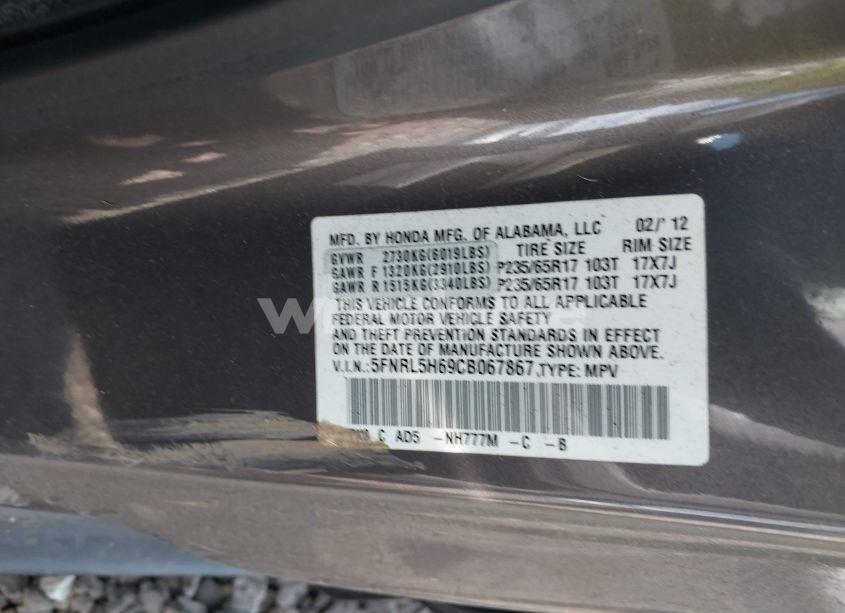 MFD. BY HONDA MFG. OF ALABAMA, LLC 02/'12
GVWR 2730KG(6019LBS) TIRE SIZE RIM SIZE
GAWR F 1320KG(2910LBS) P235/65R17 103T 17X7J
GAWR R 1515KG(3340LBS) P235/65R17 103T 17X7J
THIS VEHICLE CONFORMS TO ALL APPLICABLE
FEDERAL MOTOR VEHICLE SAFETY
AND THEFT PREVENTION STANDARDS IN EFFECT
ON THE DATE OF MANUFACTURE SHOWN ABOVE.
V.I.N.: 5FNRL5H69CB067867, TYPE: MPV
C AD5 -NH777M -C -B